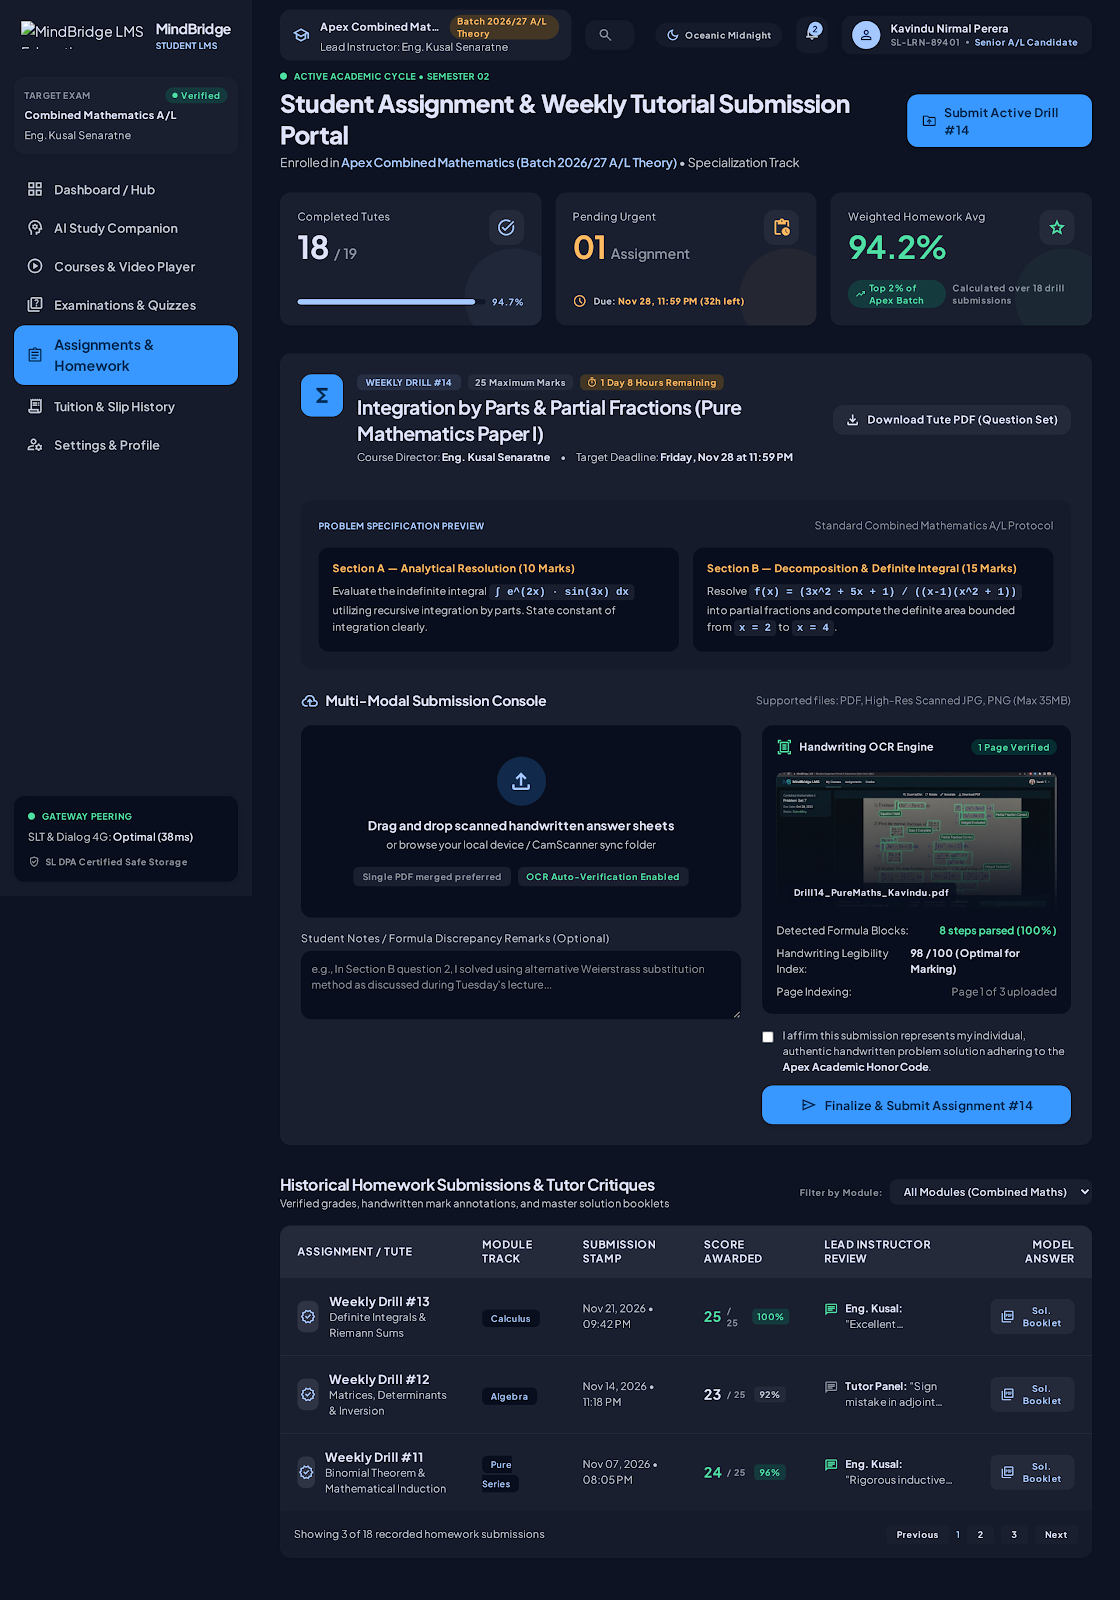 MindBridge LMS
MindBridge
STUDENT LMS
TARGET EXAM
Verified
Combined Mathematics A/L
Eng. Kusal Senaratne
Dashboard / Hub
AI Study Companion
Courses & Video Player
Examinations & Quizzes
Assignments &
Homework
Tuition & Slip History
Settings & Profile
GATEWAY PEERING
SLT & Dialog 4G: Optimal (38ms)
SL DPA Certified Safe Storage
Apex Combined Mat...
Batch 2026/27 A/L
Theory
Lead Instructor: Eng. Kusal Senaratne
Oceanic Midnight
2
Kavindu Nirmal Perera
SL-LRN-89401 • Senior A/L Candidate
ACTIVE ACADEMIC CYCLE • SEMESTER 02
Student Assignment & Weekly Tutorial Submission
Portal
Enrolled in Apex Combined Mathematics (Batch 2026/27 A/L Theory) • Specialization Track
Submit Active Drill
#14
Completed Tutes
18 / 19
94.7%
Pending Urgent
01 Assignment
Due: Nov 28, 11:59 PM (32h left)
Weighted Homework Avg
94.2%
Top 2% of
Apex Batch
Calculated over 18 drill
submissions
WEEKLY DRILL #14
25 Maximum Marks
1 Day 8 Hours Remaining
Integration by Parts & Partial Fractions (Pure
Mathematics Paper I)
Course Director: Eng. Kusal Senaratne • Target Deadline: Friday, Nov 28 at 11:59 PM
Download Tute PDF (Question Set)
PROBLEM SPECIFICATION PREVIEW
Standard Combined Mathematics A/L Protocol
Section A — Analytical Resolution (10 Marks)
Evaluate the indefinite integral ∫ e^(2x) · sin(3x) dx
utilizing recursive integration by parts. State constant of
integration clearly.
Section B — Decomposition & Definite Integral (15 Marks)
Resolve f(x) = (3x^2 + 5x + 1) / ((x-1)(x^2 + 1))
into partial fractions and compute the definite area bounded
from x = 2 to x = 4.
Multi-Modal Submission Console
Supported files: PDF, High-Res Scanned JPG, PNG (Max 35MB)
Drag and drop scanned handwritten answer sheets
or browse your local device / CamScanner sync folder
Single PDF merged preferred
OCR Auto-Verification Enabled
Student Notes / Formula Discrepancy Remarks (Optional)
e.g., In Section B question 2, I solved using alternative Weierstrass substitution
method as discussed during Tuesday's lecture...
Handwriting OCR Engine
1 Page Verified
Drill14_PureMaths_Kavindu.pdf
Detected Formula Blocks:
8 steps parsed (100%)
Handwriting Legibility
Index:
98 / 100 (Optimal for
Marking)
Page Indexing:
Page 1 of 3 uploaded
I affirm this submission represents my individual,
authentic handwritten problem solution adhering to the
Apex Academic Honor Code.
Finalize & Submit Assignment #14
Historical Homework Submissions & Tutor Critiques
Verified grades, handwritten mark annotations, and master solution booklets
Filter by Module:
All Modules (Combined Maths)
ASSIGNMENT / TUTE
MODULE
TRACK
SUBMISSION
STAMP
SCORE
AWARDED
LEAD INSTRUCTOR
REVIEW
MODEL
ANSWER
Weekly Drill #13
Definite Integrals &
Riemann Sums
Calculus
Nov 21, 2026 •
09:42 PM
25 / 25
100%
Eng. Kusal:
"Excellent...
Sol.
Booklet
Weekly Drill #12
Matrices, Determinants
& Inversion
Algebra
Nov 14, 2026 •
11:18 PM
23 / 25
92%
Tutor Panel: "Sign
mistake in adjoint...
Sol.
Booklet
Weekly Drill #11
Binomial Theorem &
Mathematical Induction
Pure
Series
Nov 07, 2026 •
08:05 PM
24 / 25
96%
Eng. Kusal:
"Rigorous inductive...
Sol.
Booklet
Showing 3 of 18 recorded homework submissions
Previous
1
2
3
Next